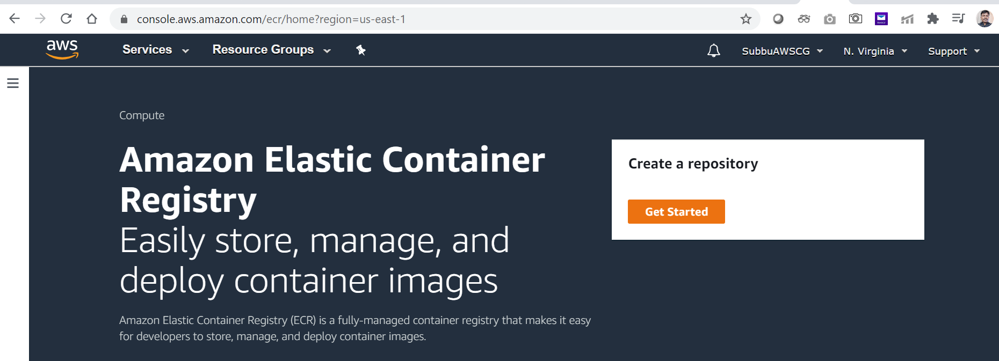 console.aws.amazon.com/ecr/home?region=us-east-1
aws Services Resource Groups SubbuAWSCG N. Virginia Support
Compute
Amazon Elastic Container
Registry
Easily store, manage, and
deploy container images
Amazon Elastic Container Registry (ECR) is a fully-managed container registry that makes it easy
for developers to store, manage, and deploy container images.
Create a repository
Get Started